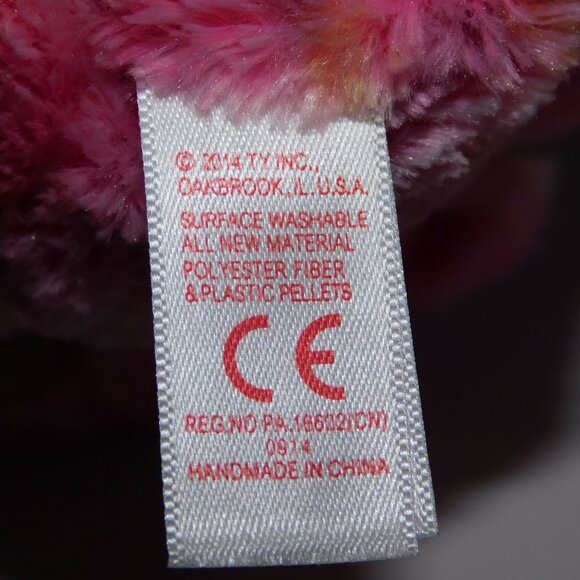 © 2014 TY INC.,
OAKBROOK, IL. U.S.A.
SURFACE WASHABLE
ALL NEW MATERIAL
POLYESTER FIBER
& PLASTIC PELLETS
CE
REG.NO PA.16602(CN)
0914
HANDMADE IN CHINA